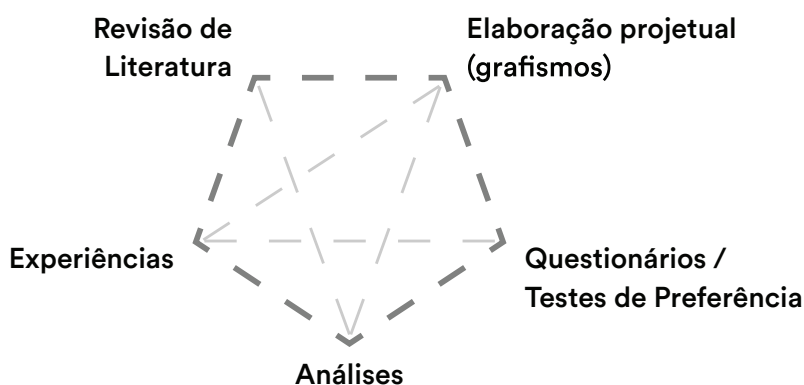 Revisão de
Literatura
Elaboração projetual
(grafismos)
Experiências
Questionários /
Testes de Preferência
Análises